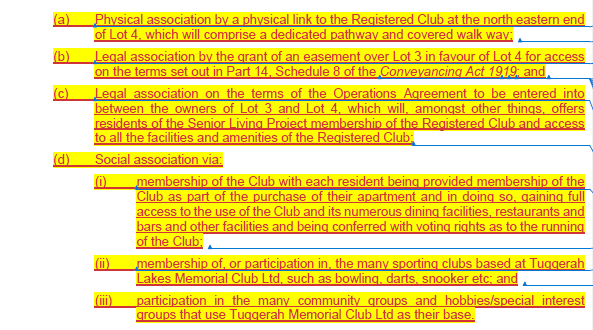 (a) Physical association by a physical link to the Registered Club at the north eastern end
of Lot 4, which will comprise a dedicated pathway and covered walk way;
(b) Legal association by the grant of an easement over Lot 3 in favour of Lot 4 for access
on the terms set out in Part 14, Schedule 8 of the Conveyancing Act 1919; and
(c) Legal association on the terms of the Operations Agreement to be entered into
between the owners of Lot 3 and Lot 4, which will, amongst other things, offers
residents of the Senior Living Project membership of the Registered Club and access
to all the facilities and amenities of the Registered Club;
(d) Social association via:
(i) membership of the Club with each resident being provided membership of the
Club as part of the purchase of their apartment and in doing so, gaining full
access to the use of the Club and its numerous dining facilities, restaurants and
bars and other facilities and being conferred with voting rights as to the running
of the Club;
(ii) membership of, or participation in, the many sporting clubs based at Tuggerah
Lakes Memorial Club Ltd, such as bowling, darts, snooker etc; and
(iii) participation in the many community groups and hobbies/special interest
groups that use Tuggerah Memorial Club Ltd as their base.